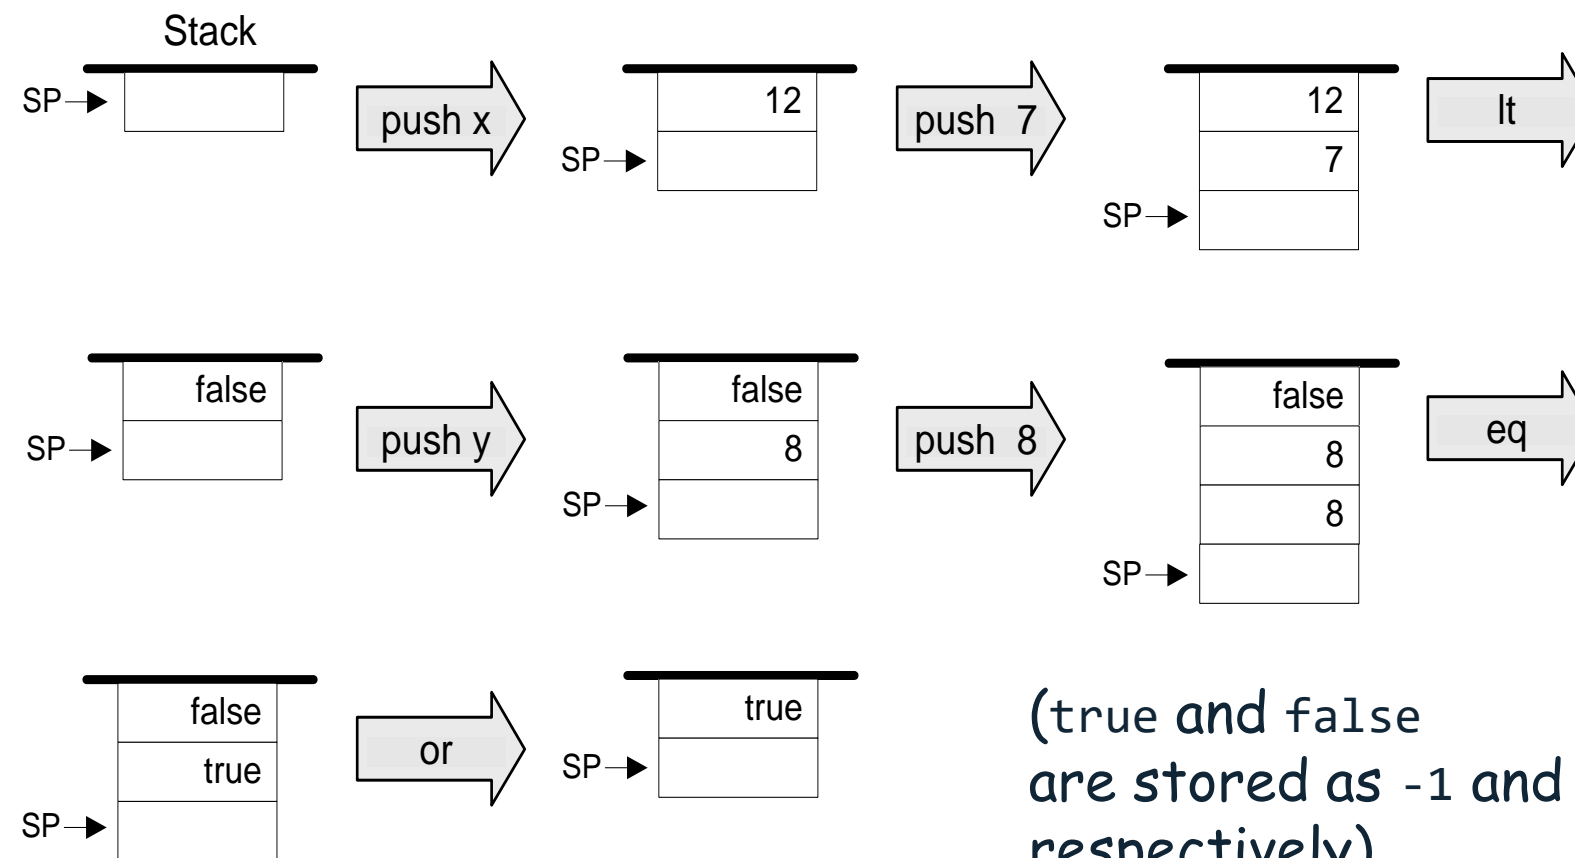 Stack
SP
push x
12
SP
push 7
12
7
SP
lt
false
SP
push y
false
8
SP
push 8
false
8
8
SP
eq
false
true
SP
or
true
SP
(true and false
are stored as -1 and
respectively)